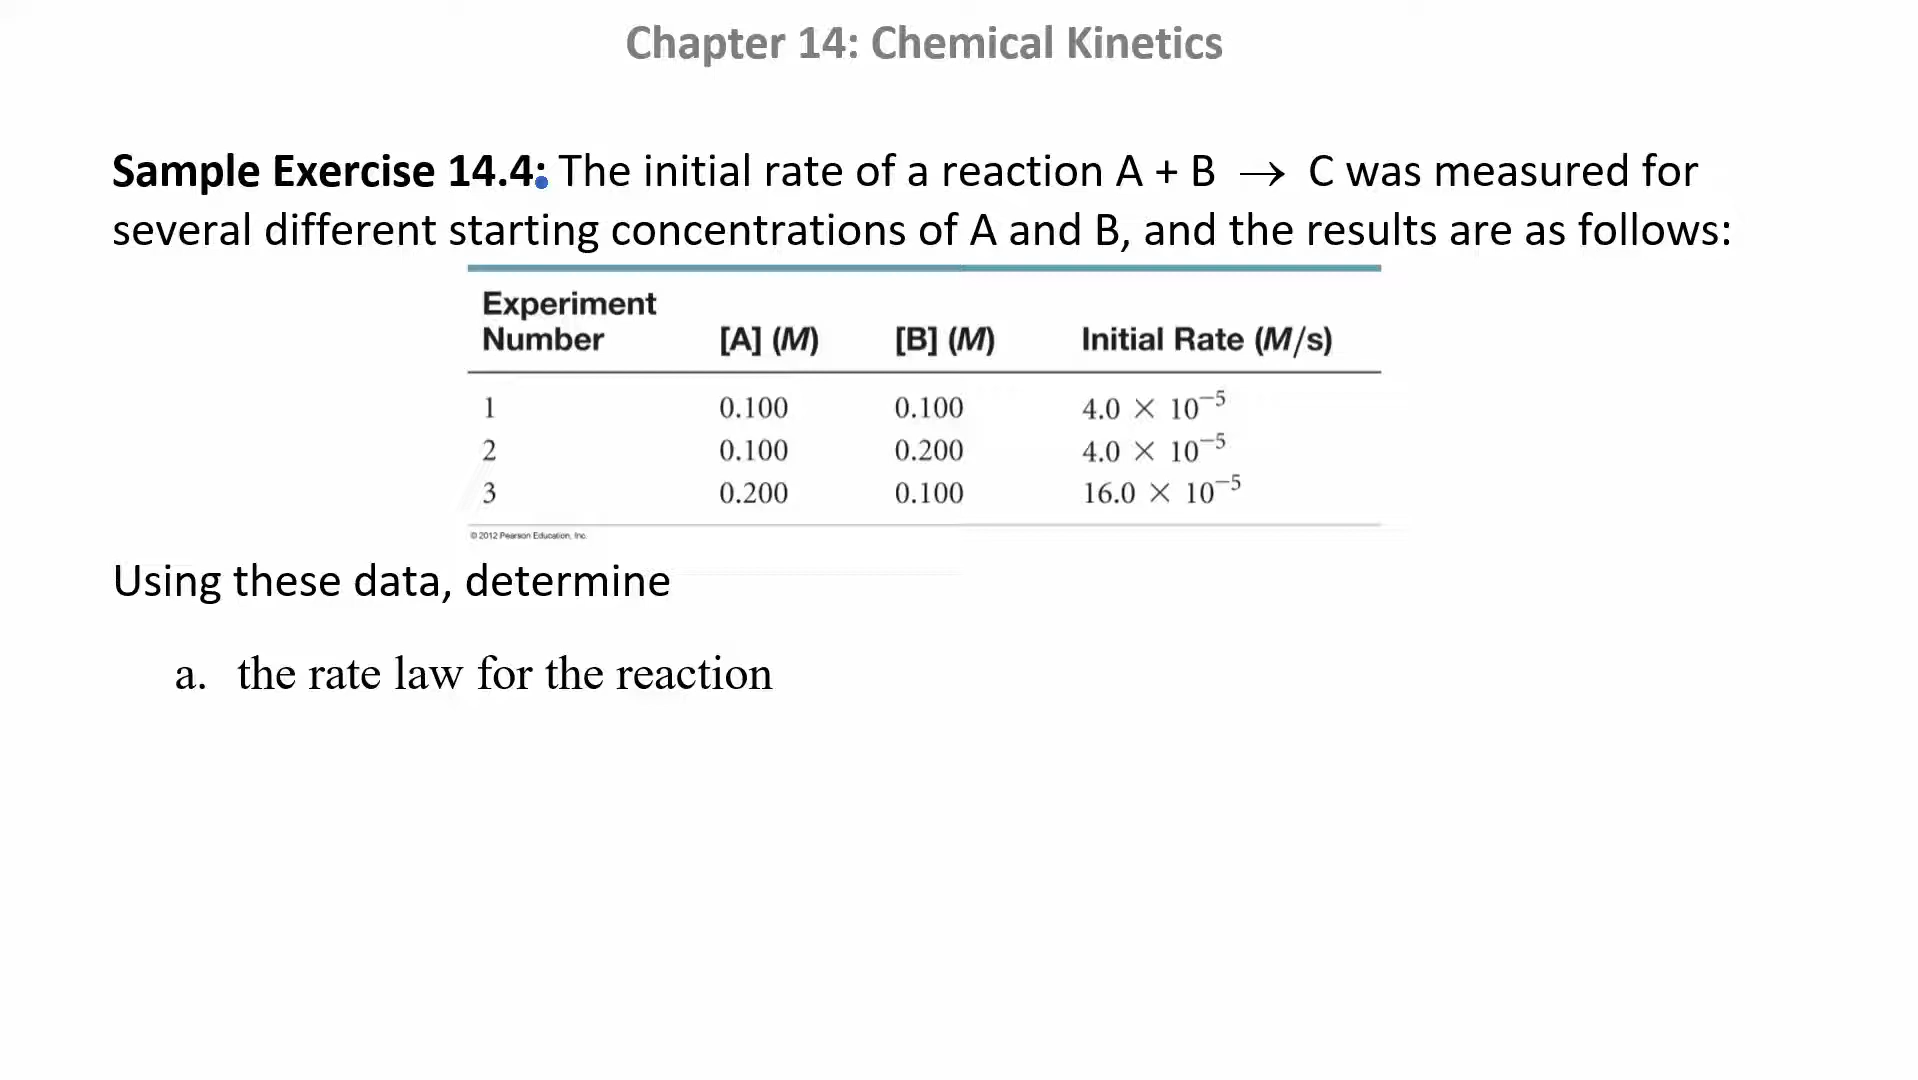 Chapter 14: Chemical Kinetics
Sample Exercise 14.4: The initial rate of a reaction A + B → C was measured for
several different starting concentrations of A and B, and the results are as follows:
Experiment
Number [A] (M) [B] (M) Initial Rate (M/s)
1 0.100 0.100 4.0 × 10⁻⁵
2 0.100 0.200 4.0 × 10⁻⁵
3 0.200 0.100 16.0 × 10⁻⁵
© 2012 Pearson Education, Inc.
Using these data, determine
a. the rate law for the reaction